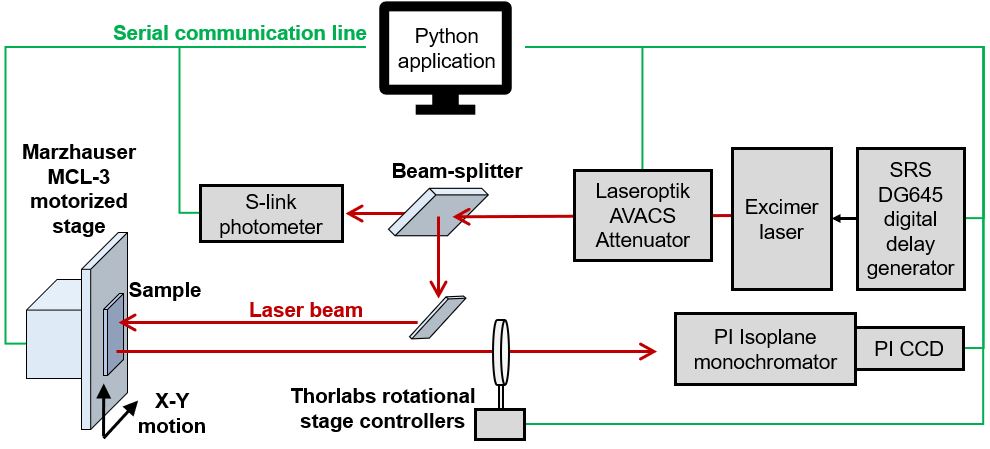 Serial communication line
Python
application
Marzhauser
MCL-3
motorized
stage
S-link
photometer
Beam-splitter
Laseroptik
AVACS
Attenuator
Excimer
laser
SRS
DG645
digital
delay
generator
Sample
Laser beam
PI Isoplane
monochromator
PI CCD
Thorlabs rotational
stage controllers
X-Y
motion